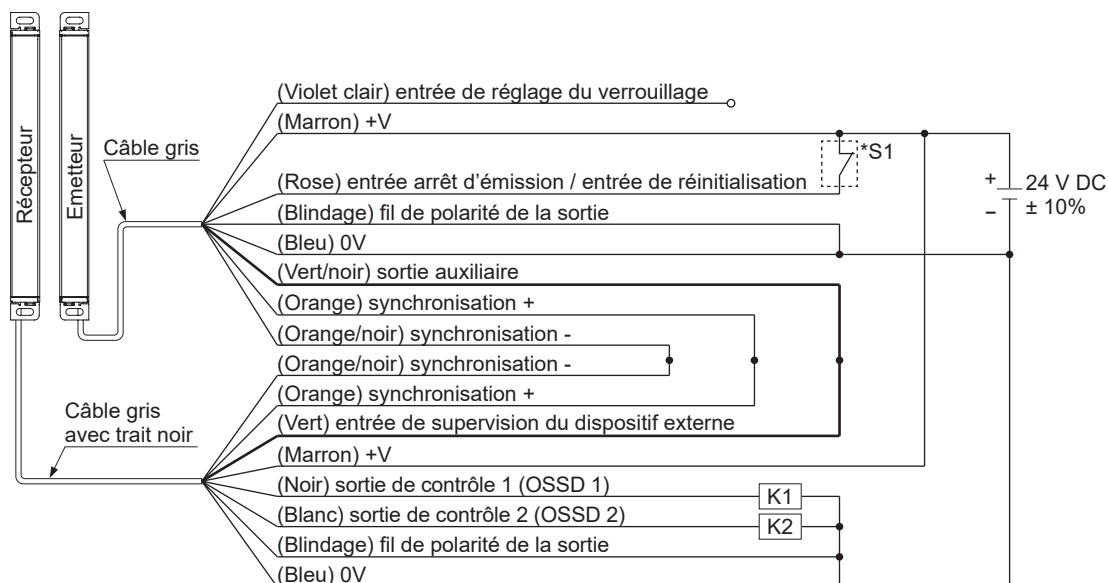 Récepteur
Emetteur
Câble gris
(Violet clair) entrée de réglage du verrouillage
(Marron) +V
*S1
(Rose) entrée arrêt d'émission / entrée de réinitialisation
+ 24 V DC
– ± 10%
(Blindage) fil de polarité de la sortie
(Bleu) 0V
(Vert/noir) sortie auxiliaire
(Orange) synchronisation +
(Orange/noir) synchronisation -
(Orange/noir) synchronisation -
(Orange) synchronisation +
Câble gris
avec trait noir
(Vert) entrée de supervision du dispositif externe
(Marron) +V
(Noir) sortie de contrôle 1 (OSSD 1)
K1
(Blanc) sortie de contrôle 2 (OSSD 2)
K2
(Blindage) fil de polarité de la sortie
(Bleu) 0V